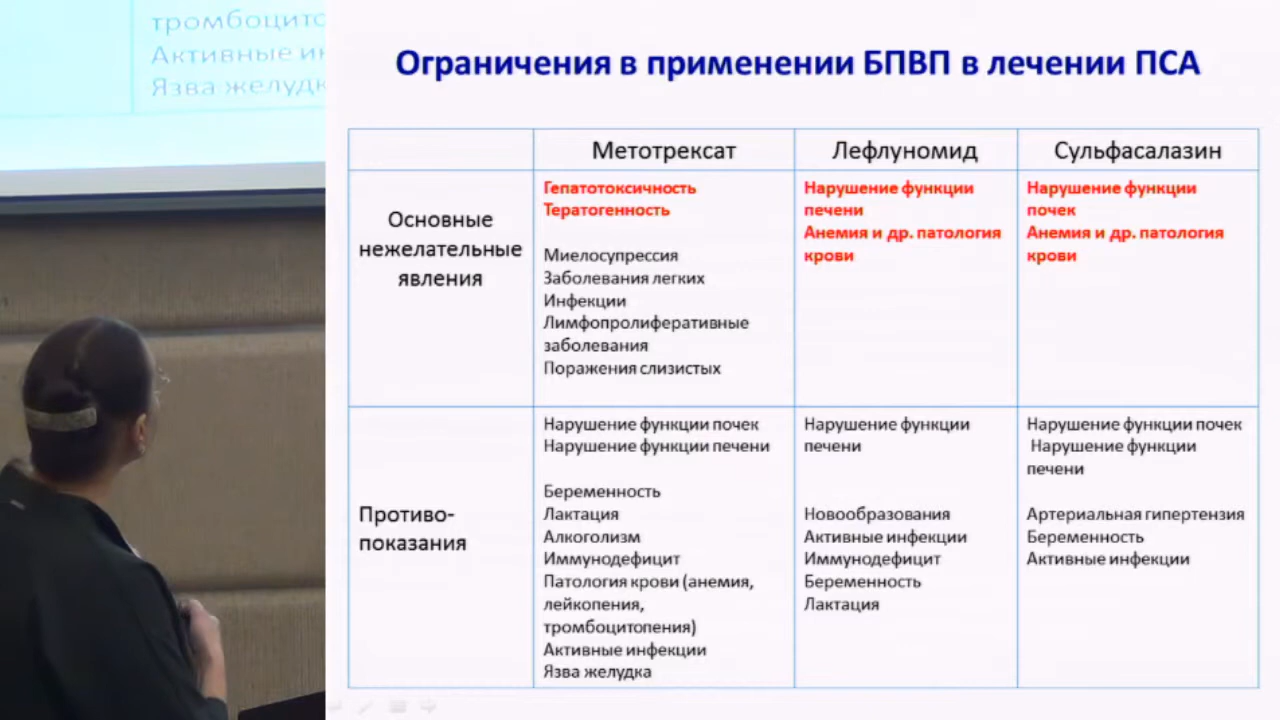 тромбоцито
Активные ин
Язва желудк
Ограничения в применении БПВП в лечении ПСА
Метотрексат
Лефлуномид
Сульфасалазин
Основные
нежелательные
явления
Гепатотоксичность
Тератогенность
Миелосупрессия
Заболевания легких
Инфекции
Лимфопролиферативные
заболевания
Поражения слизистых
Нарушение функции
печени
Анемия и др. патология
крови
Нарушение функции
почек
Анемия и др. патология
крови
Противо-
показания
Нарушение функции почек
Нарушение функции печени
Беременность
Лактация
Алкоголизм
Иммунодефицит
Патология крови (анемия,
лейкопения,
тромбоцитопения)
Активные инфекции
Язва желудка
Нарушение функции
печени
Новообразования
Активные инфекции
Иммунодефицит
Беременность
Лактация
Нарушение функции почек
Нарушение функции
печени
Артериальная гипертензия
Беременность
Активные инфекции